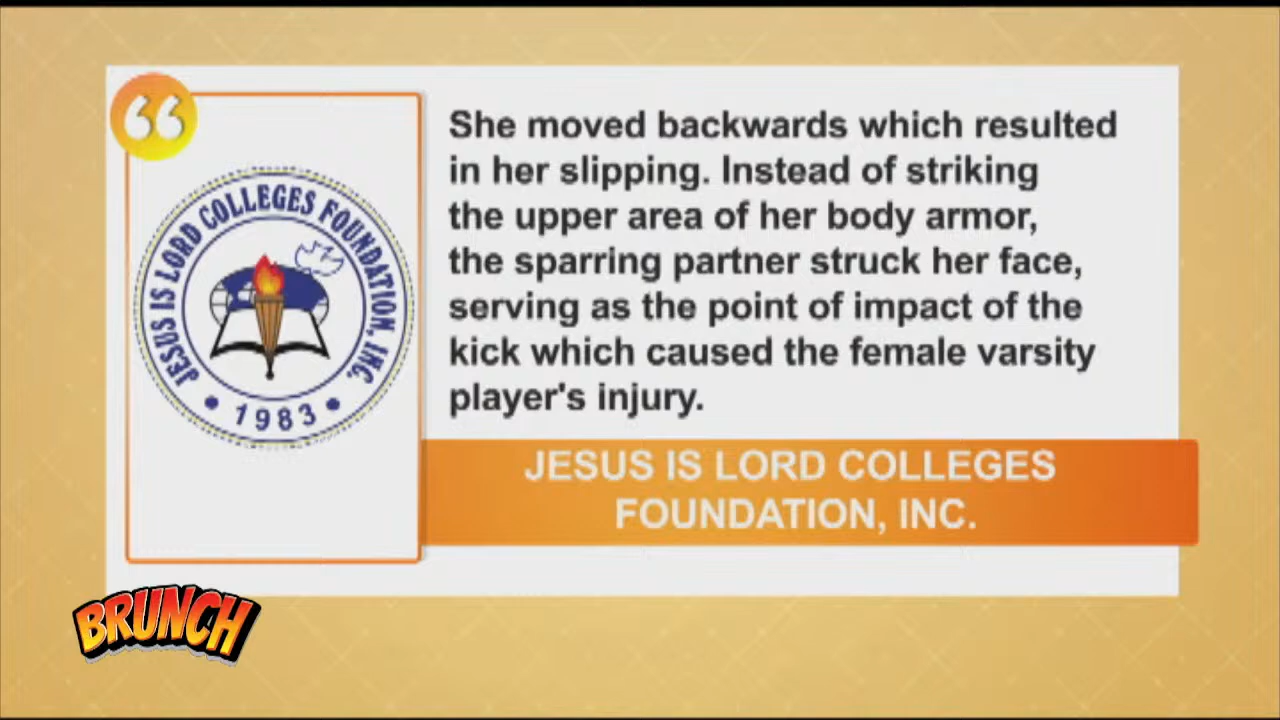 She moved backwards which resulted
in her slipping. Instead of striking
the upper area of her body armor,
the sparring partner struck her face,
serving as the point of impact of the
kick which caused the female varsity
player's injury.
JESUS IS LORD COLLEGES
FOUNDATION, INC.
JESUS IS LORD COLLEGES FOUNDATION, INC.
1983
BRUNCH